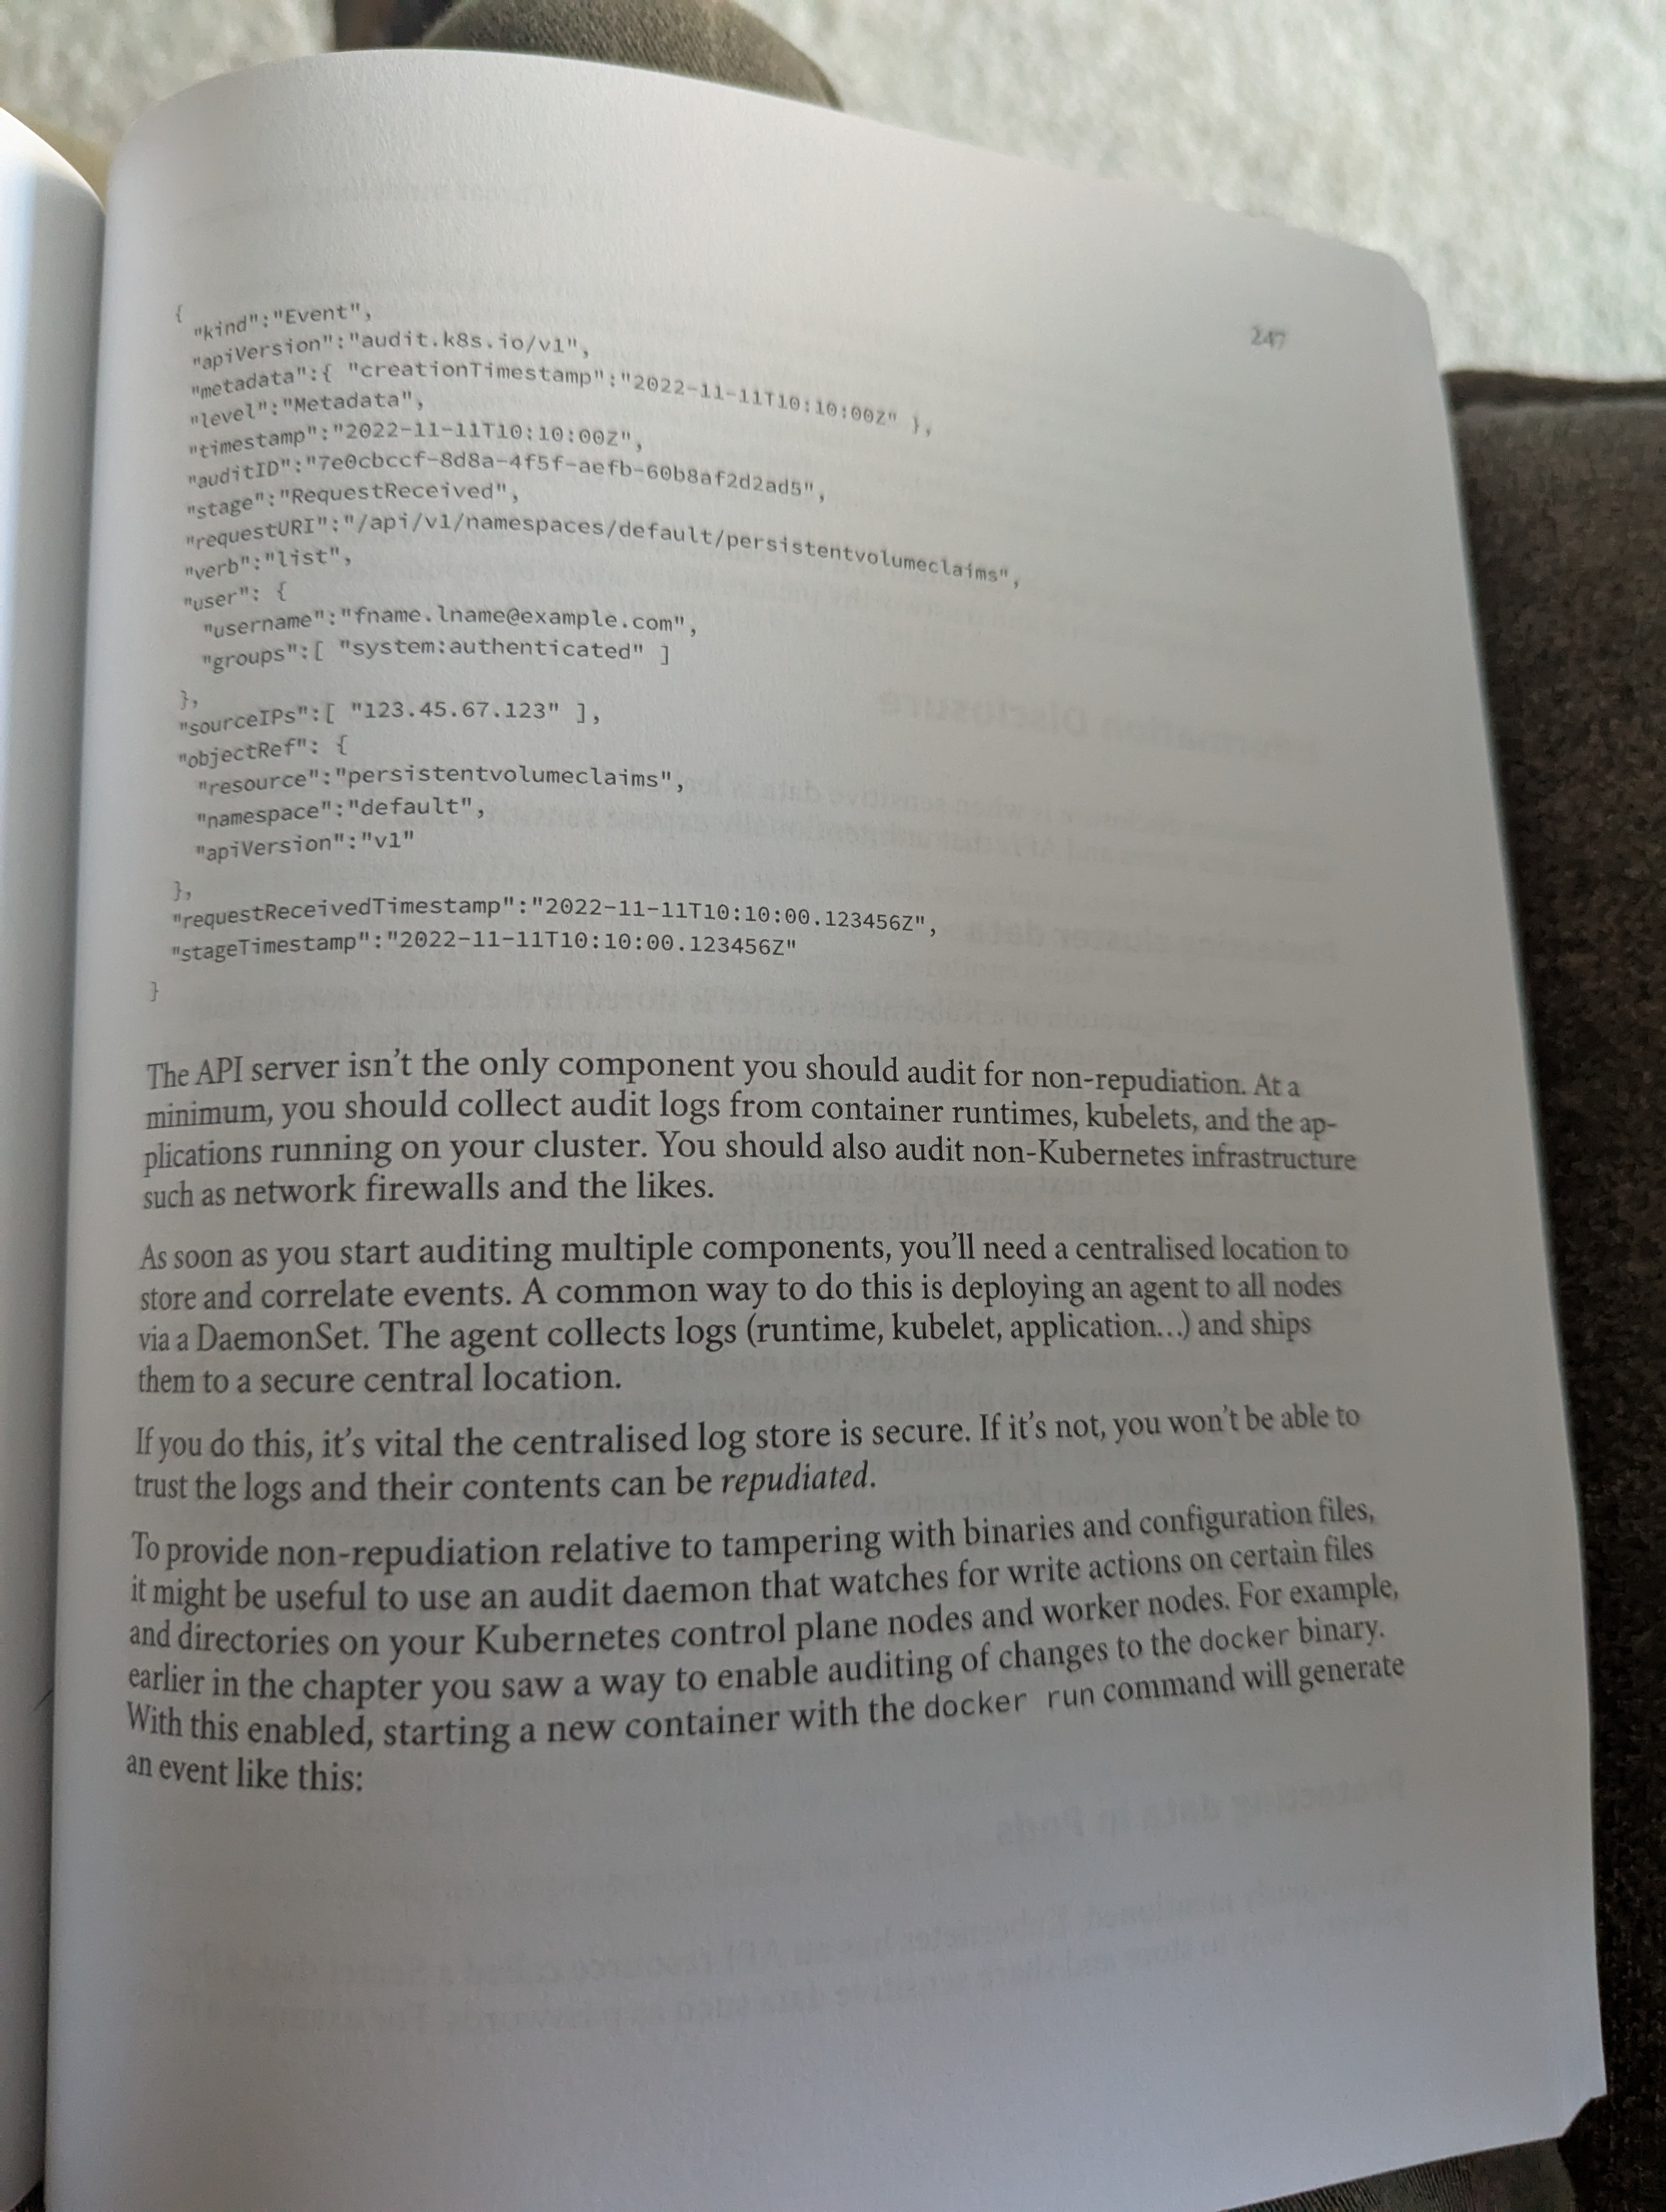 247
{
"kind":"Event",
"apiVersion":"audit.k8s.io/v1",
"metadata":{ "creationTimestamp":"2022-11-11T10:10:00Z" },
"level":"Metadata",
"timestamp":"2022-11-11T10:10:00Z",
"auditID":"7e0cbccf-8d8a-4f5f-aefb-60b8af2d2ad5",
"stage":"RequestReceived",
"requestURI":"/api/v1/namespaces/default/persistentvolumeclaims",
"verb":"list",
"user": {
"username":"fname.lname@example.com",
"groups":[ "system:authenticated" ]
},
"sourceIPs":[ "123.45.67.123" ],
"objectRef": {
"resource":"persistentvolumeclaims",
"namespace":"default",
"apiVersion":"v1"
},
"requestReceivedTimestamp":"2022-11-11T10:10:00.123456Z",
"stageTimestamp":"2022-11-11T10:10:00.123456Z"
}
The API server isn't the only component you should audit for non-repudiation. At a
minimum, you should collect audit logs from container runtimes, kubelets, and the ap-
plications running on your cluster. You should also audit non-Kubernetes infrastructure
such as network firewalls and the likes.
As soon as you start auditing multiple components, you'll need a centralised location to
store and correlate events. A common way to do this is deploying an agent to all nodes
via a DaemonSet. The agent collects logs (runtime, kubelet, application…) and ships
them to a secure central location.
If you do this, it's vital the centralised log store is secure. If it's not, you won't be able to
trust the logs and their contents can be repudiated.
To provide non-repudiation relative to tampering with binaries and configuration files,
it might be useful to use an audit daemon that watches for write actions on certain files
and directories on your Kubernetes control plane nodes and worker nodes. For example,
earlier in the chapter you saw a way to enable auditing of changes to the docker binary.
With this enabled, starting a new container with the docker run command will generate
an event like this: